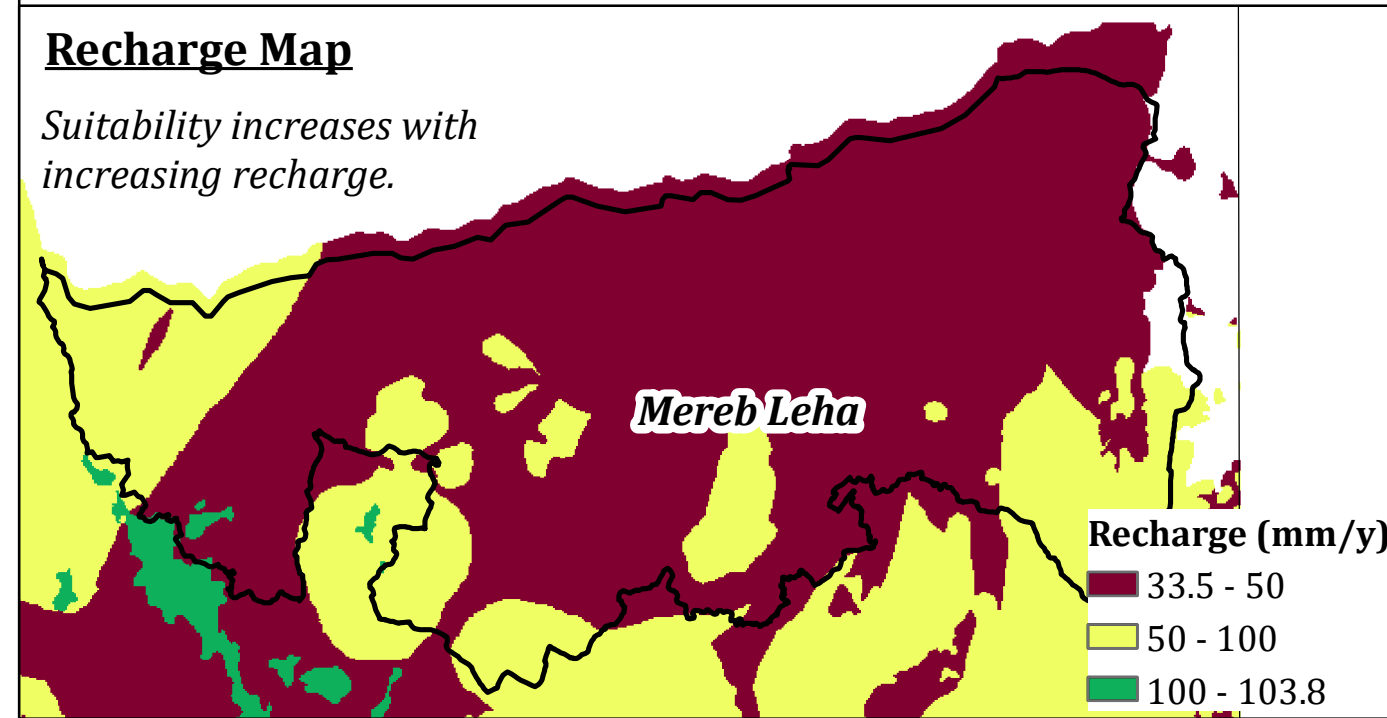 Recharge Map
Suitability increases with
increasing recharge.
Mereb Leha
Recharge (mm/y)
33.5 - 50
50 - 100
100 - 103.8